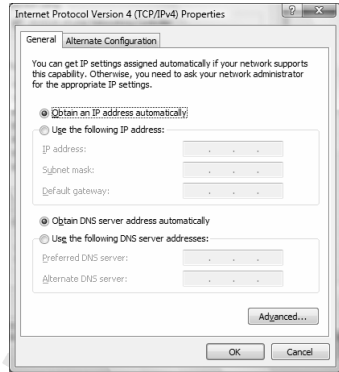 Internet Protocol Version 4 (TCP/IPv4) Properties
General Alternate Configuration
You can get IP settings assigned automatically if your network supports
this capability. Otherwise, you need to ask your network administrator
for the appropriate IP settings.
Obtain an IP address automatically
Use the following IP address:
IP address:
Subnet mask:
Default gateway:
Obtain DNS server address automatically
Use the following DNS server addresses:
Preferred DNS server:
Alternate DNS server:
Advanced...
OK Cancel